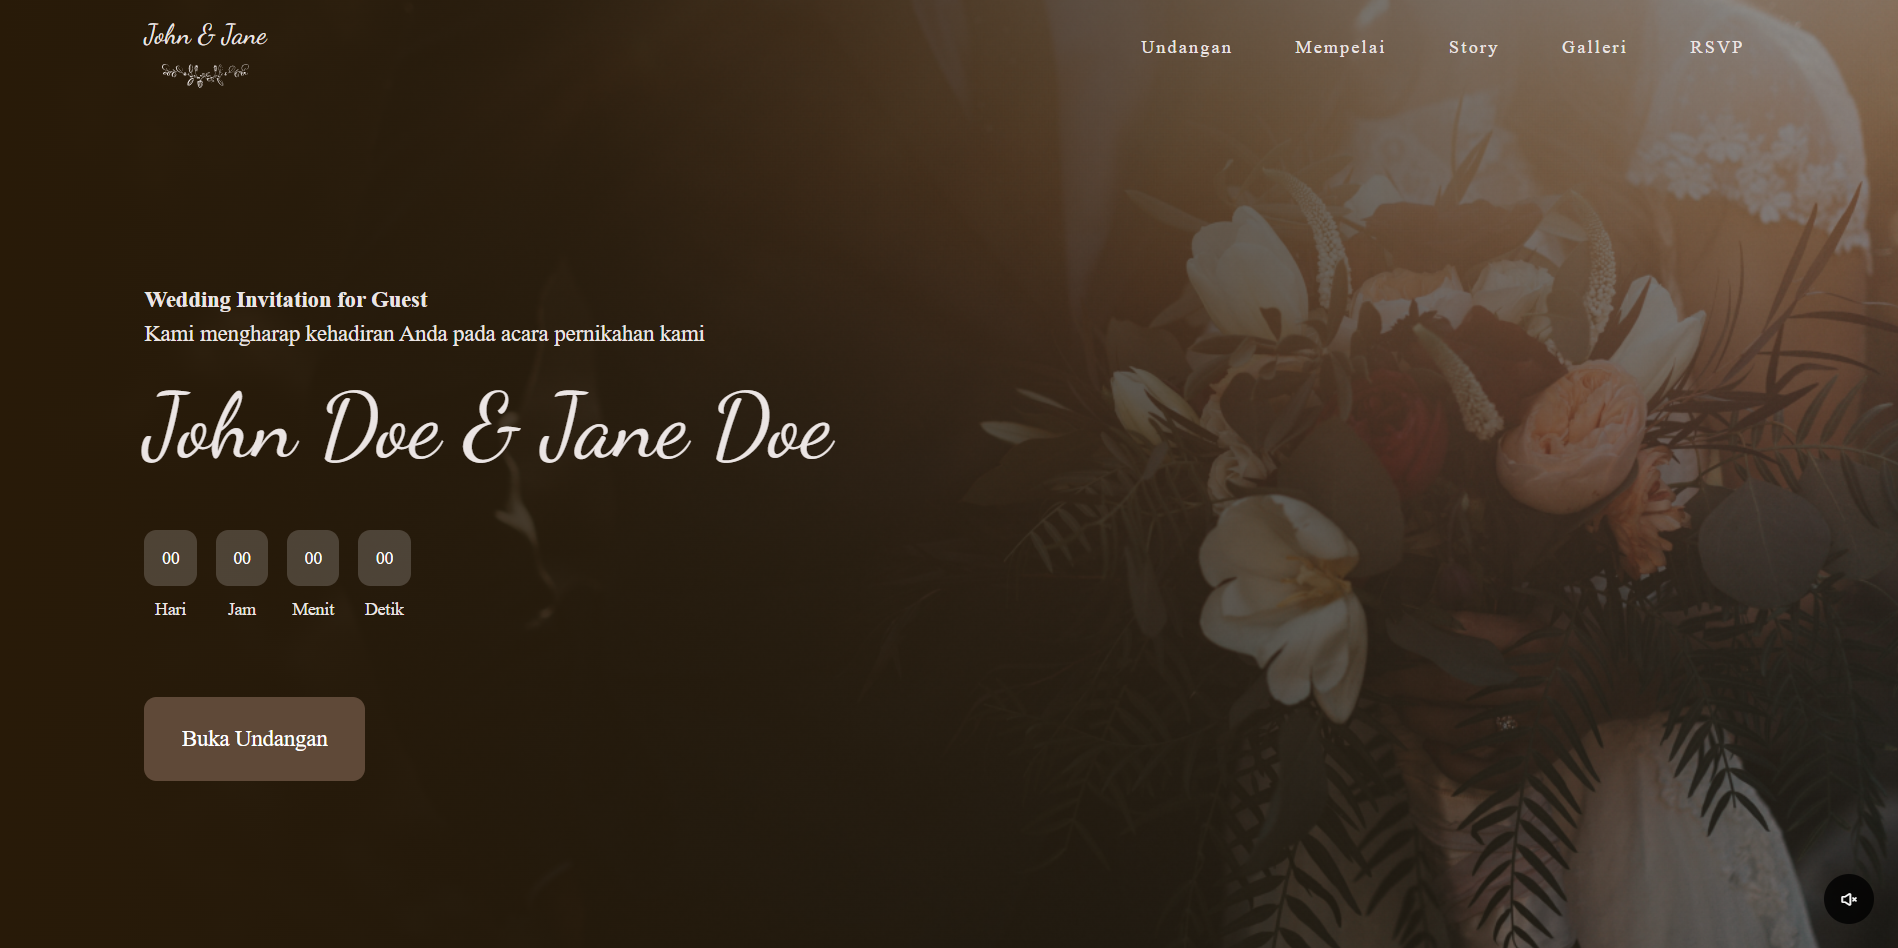 John & Jane
Undangan Mempelai Story Galleri RSVP
Wedding Invitation for Guest
Kami mengharap kehadiran Anda pada acara pernikahan kami
John Doe & Jane Doe
00 00 00 00
Hari Jam Menit Detik
Buka Undangan